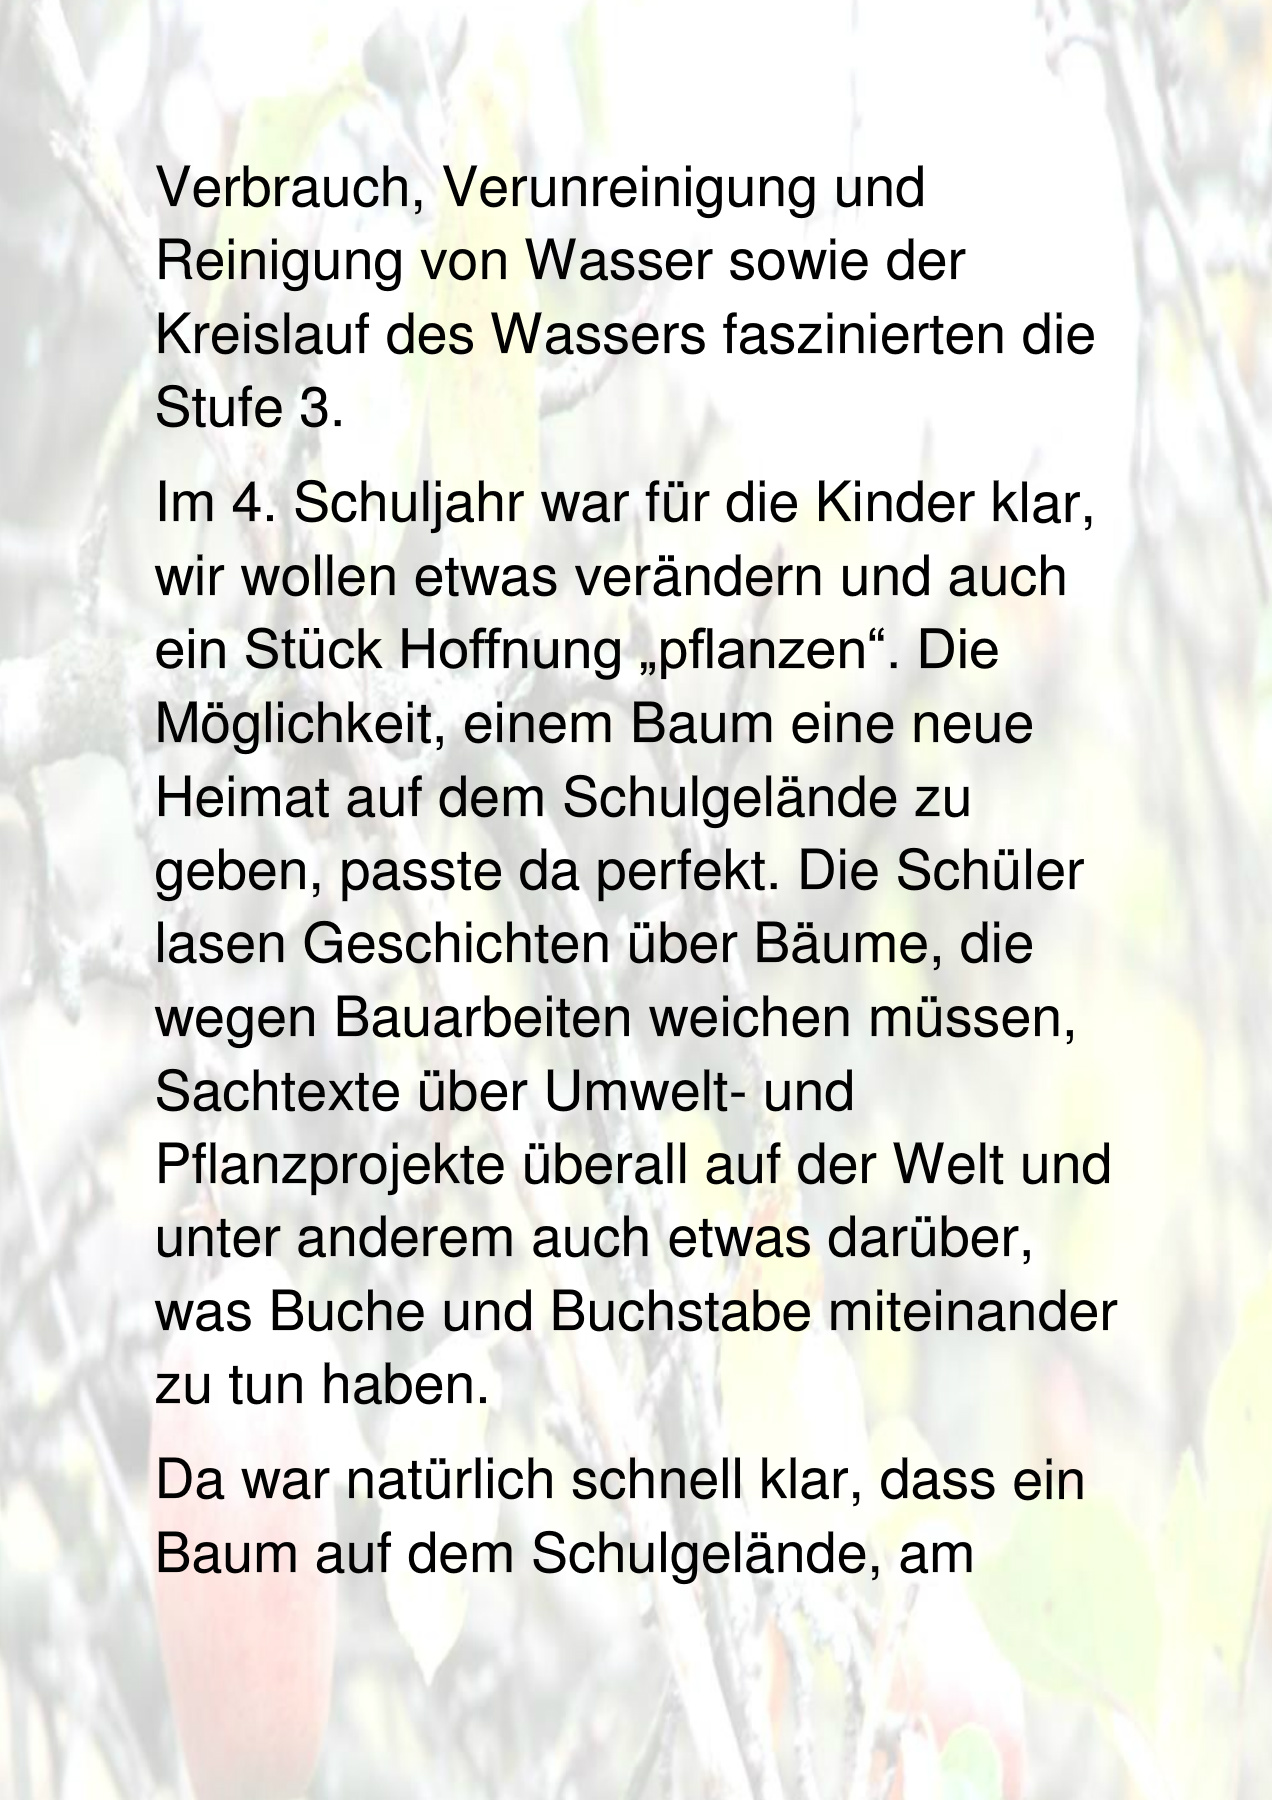 Verbrauch, Verunreinigung und
Reinigung von Wasser sowie der
Kreislauf des Wassers faszinierten die
Stufe 3.
Im 4. Schuljahr war für die Kinder klar,
wir wollen etwas verändern und auch
ein Stück Hoffnung „pflanzen“. Die
Möglichkeit, einem Baum eine neue
Heimat auf dem Schulgelände zu
geben, passte da perfekt. Die Schüler
lasen Geschichten über Bäume, die
wegen Bauarbeiten weichen müssen,
Sachtexte über Umwelt- und
Pflanzprojekte überall auf der Welt und
unter anderem auch etwas darüber,
was Buche und Buchstabe miteinander
zu tun haben.
Da war natürlich schnell klar, dass ein
Baum auf dem Schulgelände, am